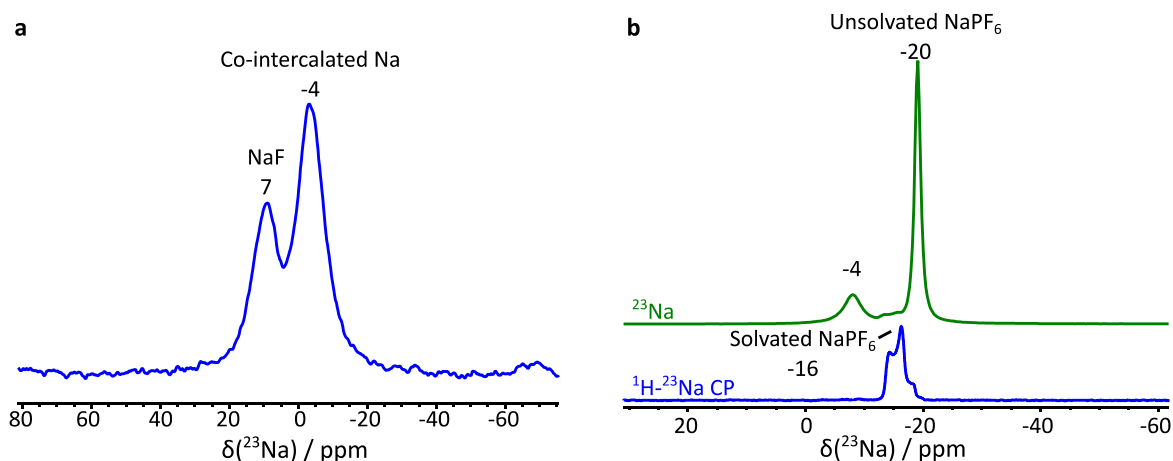 a
Co-intercalated Na
-4
NaF
7
80 60 40 20 0 -20 -40 -60
δ(²³Na) / ppm
b
Unsolvated NaPF₆
-20
-4
²³Na
Solvated NaPF₆
-16
¹H-²³Na CP
20 0 -20 -40 -60
δ(²³Na) / ppm